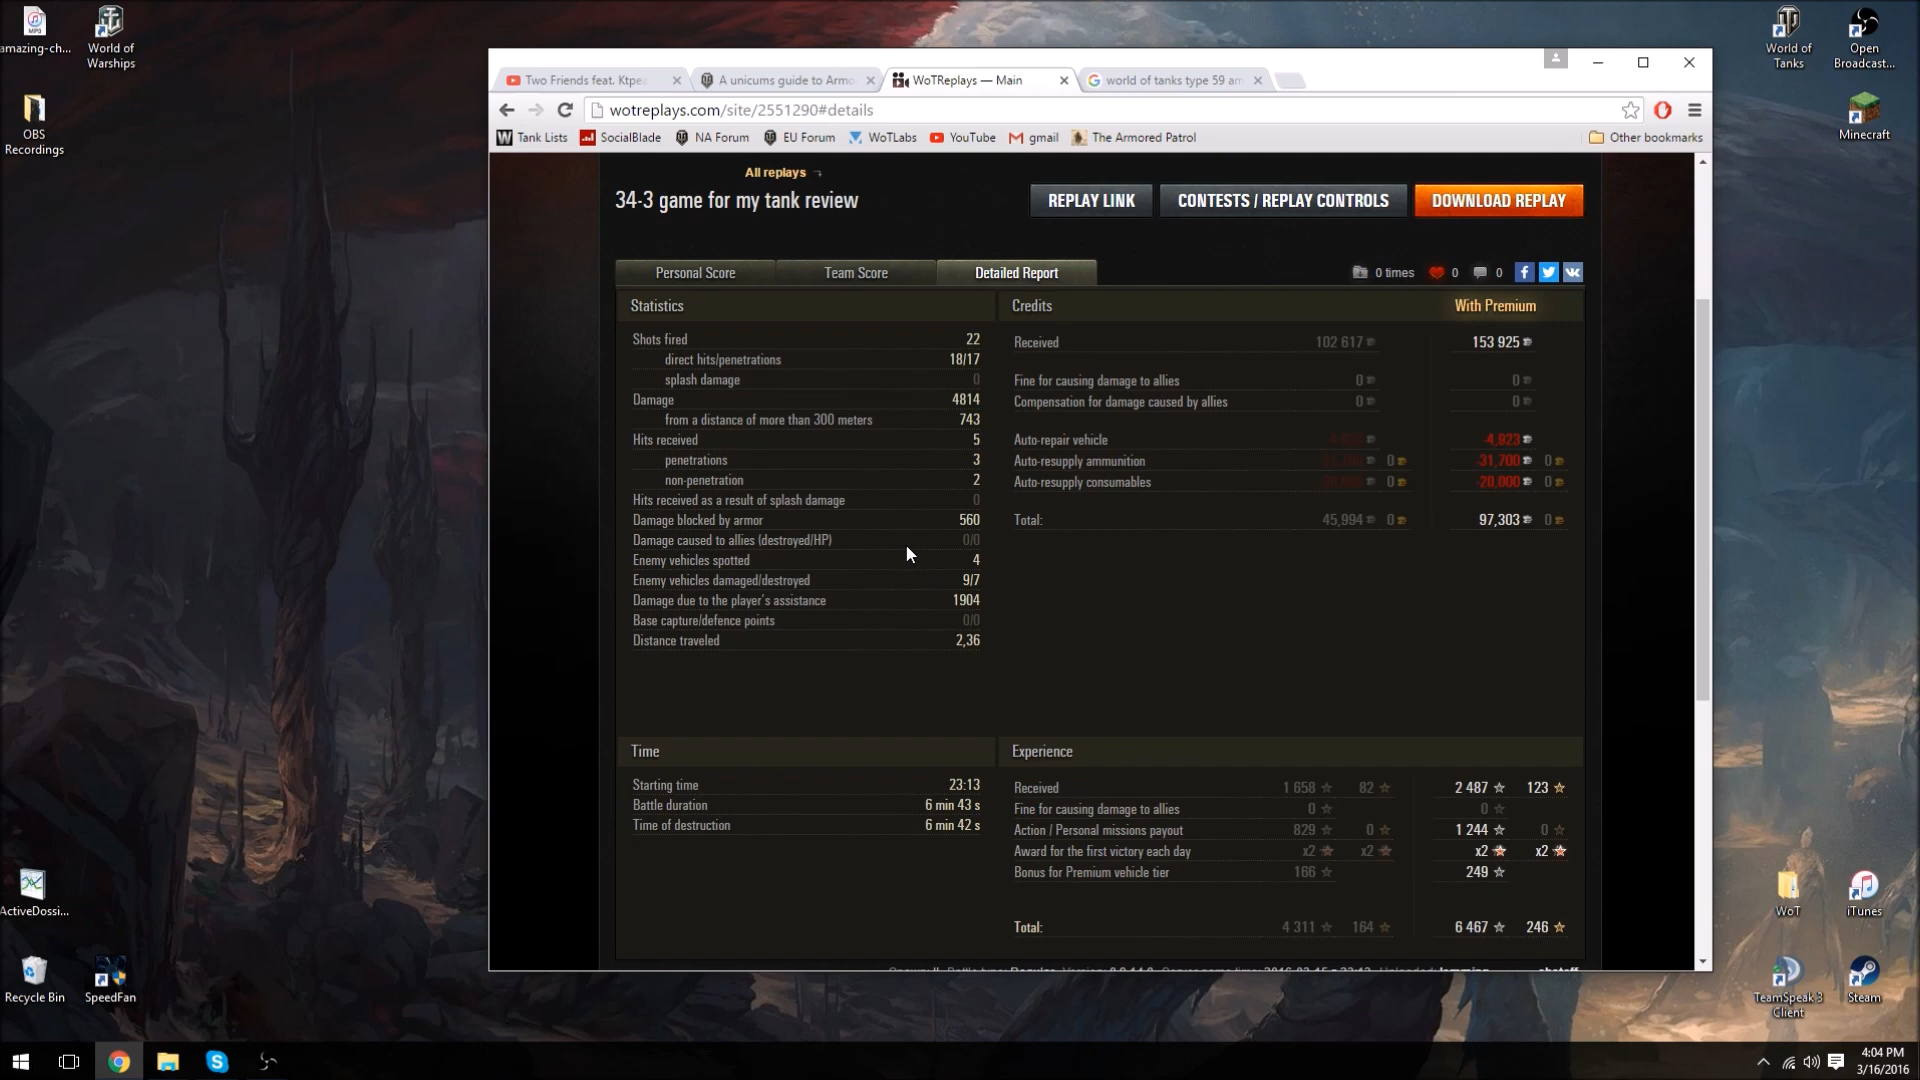 amazing-ch...
World of
Warships
OBS
Recordings
World of
Tanks
Open
Broadcast...
Minecraft
Two Friends feat. Ktpe
A unicums guide to Armo
WoTReplays — Main
world of tanks type 59 am
wotreplays.com/site/2551290#details
Tank Lists
SocialBlade
NA Forum
EU Forum
WoTLabs
YouTube
gmail
The Armored Patrol
Other bookmarks
All replays
34-3 game for my tank review
REPLAY LINK
CONTESTS / REPLAY CONTROLS
DOWNLOAD REPLAY
Personal Score
Team Score
Detailed Report
0 times
0
0
Statistics
Shots fired 22
direct hits/penetrations 18/17
splash damage 0
Damage 4814
from a distance of more than 300 meters 743
Hits received 5
penetrations 3
non-penetration 2
Hits received as a result of splash damage 0
Damage blocked by armor 560
Damage caused to allies (destroyed/HP) 0/0
Enemy vehicles spotted 4
Enemy vehicles damaged/destroyed 9/7
Damage due to the player's assistance 1904
Base capture/defence points 0/0
Distance traveled 2,36
Credits With Premium
Received 102 617 153 925
Fine for causing damage to allies 0 0
Compensation for damage caused by allies 0 0
Auto-repair vehicle -4,923
Auto-resupply ammunition 0 -31,700 0
Auto-resupply consumables 0 -20,000 0
Total: 45,994 0 97,303 0
Time
Starting time 23:13
Battle duration 6 min 43 s
Time of destruction 6 min 42 s
Experience
Received 1 658 82 2 487 123
Fine for causing damage to allies 0 0
Action / Personal missions payout 829 0 1 244 0
Award for the first victory each day x2 x2 x2 x2
Bonus for Premium vehicle tier 166 249
Total: 4 311 164 6 467 246
ActiveDossi...
Recycle Bin
SpeedFan
WoT
iTunes
TeamSpeak 3
Client
Steam
4:04 PM
3/16/2016